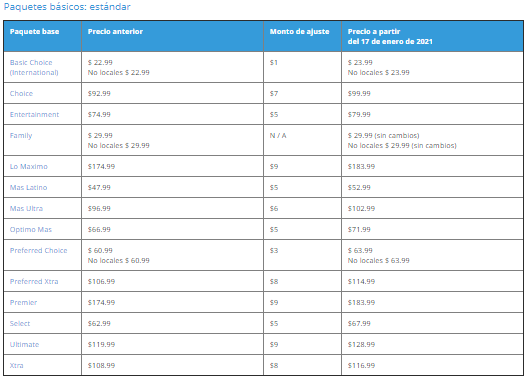 Paquetes básicos: estándar
Paquete base Precio anterior Monto de ajuste Precio a partir
del 17 de enero de 2021
Basic Choice $ 22.99 $1 $ 23.99
(International) No locales $ 22.99 No locales $ 23.99
Choice $92.99 $7 $99.99
Entertainment $74.99 $5 $79.99
Family $ 29.99 N / A $ 29.99 (sin cambios)
No locales $ 29.99 No locales $ 29.99 (sin cambios)
Lo Maximo $174.99 $9 $183.99
Mas Latino $47.99 $5 $52.99
Mas Ultra $96.99 $6 $102.99
Optimo Mas $66.99 $5 $71.99
Preferred Choice $ 60.99 $3 $ 63.99
No locales $ 60.99 No locales $ 63.99
Preferred Xtra $106.99 $8 $114.99
Premier $174.99 $9 $183.99
Select $62.99 $5 $67.99
Ultimate $119.99 $9 $128.99
Xtra $108.99 $8 $116.99